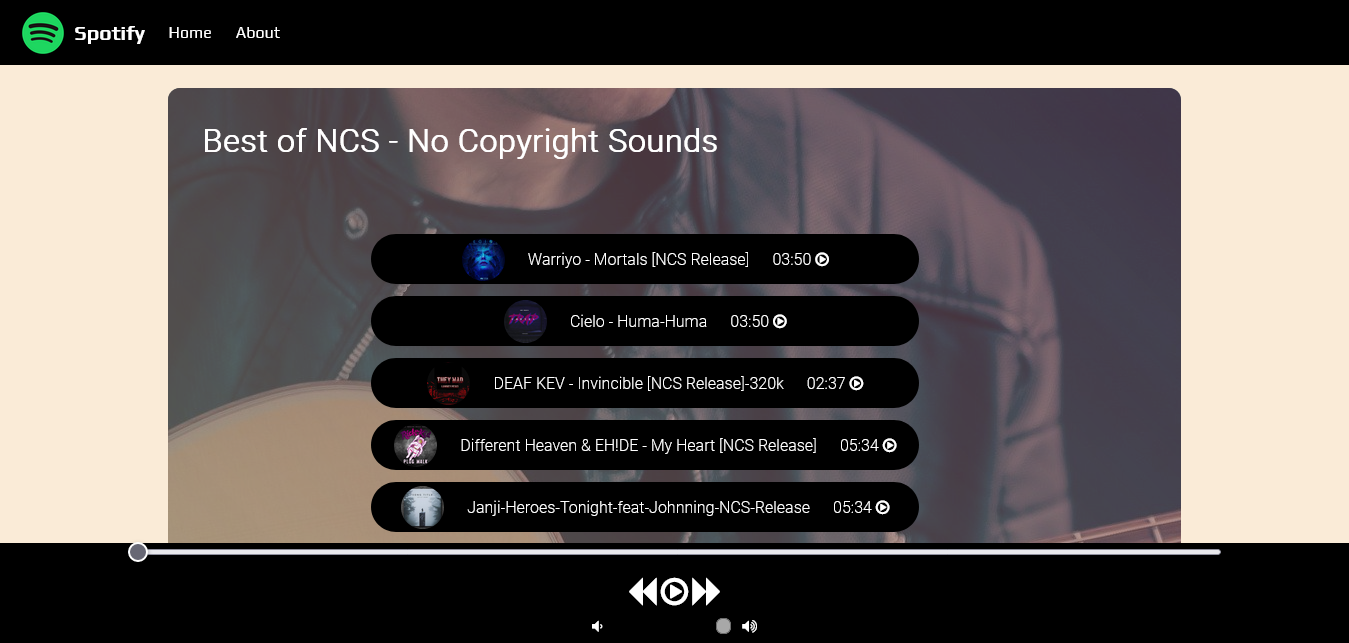 Spotify Home About
Best of NCS - No Copyright Sounds
Warriyo - Mortals [NCS Release] 03:50
Cielo - Huma-Huma 03:50
DEAF KEV - Invincible [NCS Release]-320k 02:37
Different Heaven & EH!DE - My Heart [NCS Release] 05:34
Janji-Heroes-Tonight-feat-Johnning-NCS-Release 05:34